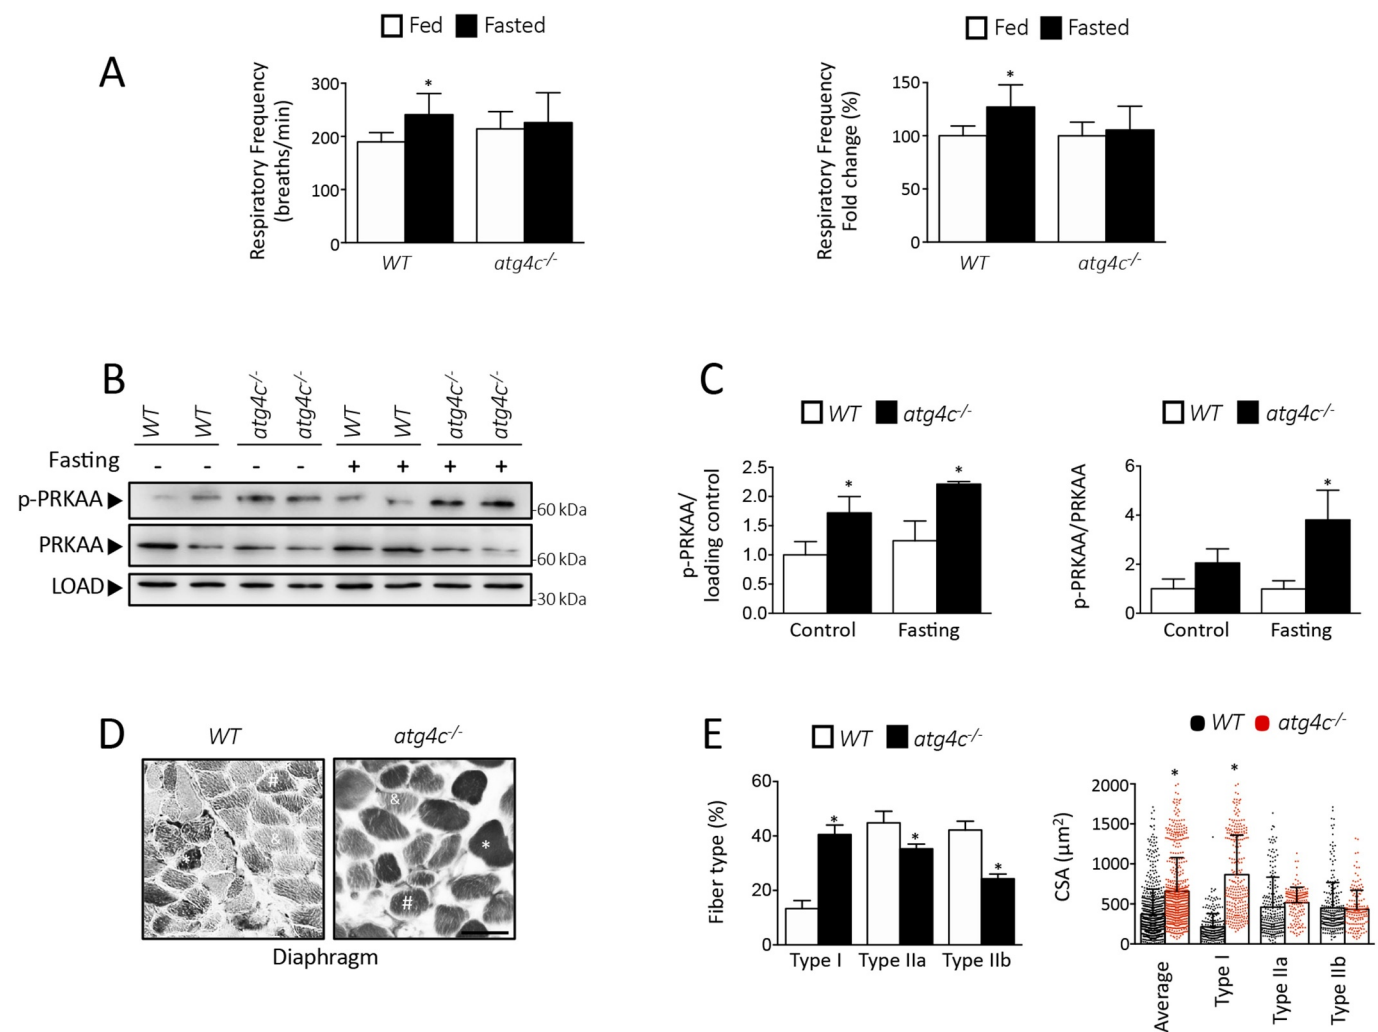 Fed Fasted
Fed Fasted
A
Respiratory Frequency
(breaths/min)
300
200
100
0
*
WT
atg4c-/-
Respiratory Frequency
Fold change (%)
150
100
50
0
*
WT
atg4c-/-
B
WT WT atg4c-/- atg4c-/- WT WT atg4c-/- atg4c-/-
Fasting - - - - + + + +
p-PRKAA
-60 kDa
PRKAA
-60 kDa
LOAD
-30 kDa
C
WT atg4c-/-
p-PRKAA/
loading control
2.5
2.0
1.5
1.0
0.5
0.0
* *
Control Fasting
WT atg4c-/-
p-PRKAA/PRKAA
6
4
2
0
*
Control Fasting
D
WT atg4c-/-
#
&
&
*
#
Diaphragm
E
WT atg4c-/-
Fiber type (%)
60
40
20
0
* * *
Type I Type IIa Type IIb
WT atg4c-/-
CSA (µm²)
2000
1500
1000
500
0
* *
Average
Type I
Type IIa
Type IIb